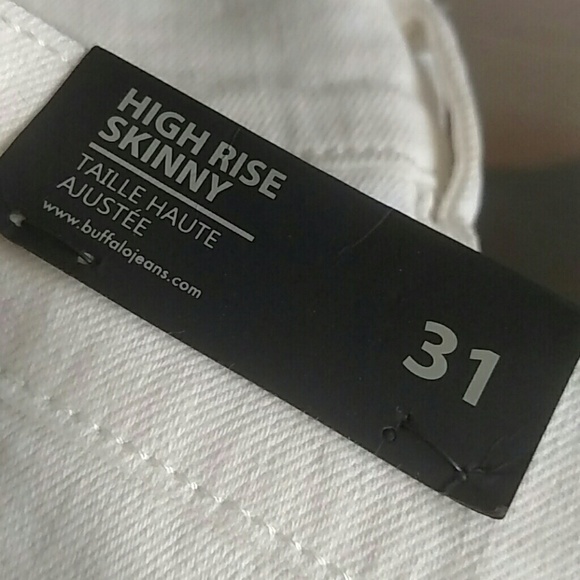 HIGH RISE
SKINNY
TAILLE HAUTE
AJUSTÉE
www.buffalojeans.com
31